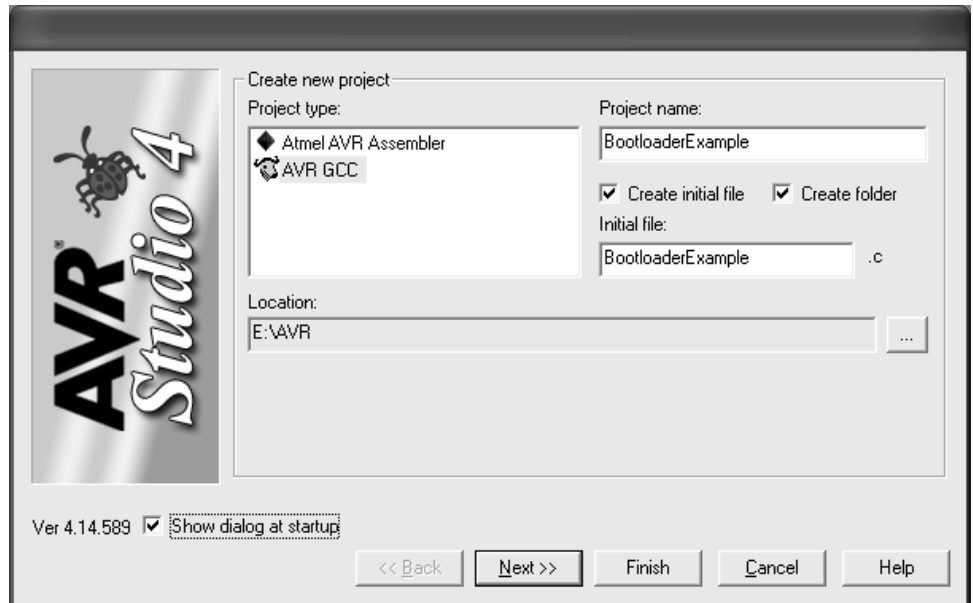 AVR Studio 4
Create new project
Project type:
Atmel AVR Assembler
AVR GCC
Project name:
BootloaderExample
Create initial file
Create folder
Initial file:
BootloaderExample
.c
Location:
E:\AVR
...
Ver 4.14.589
Show dialog at startup
<< Back
Next >>
Finish
Cancel
Help